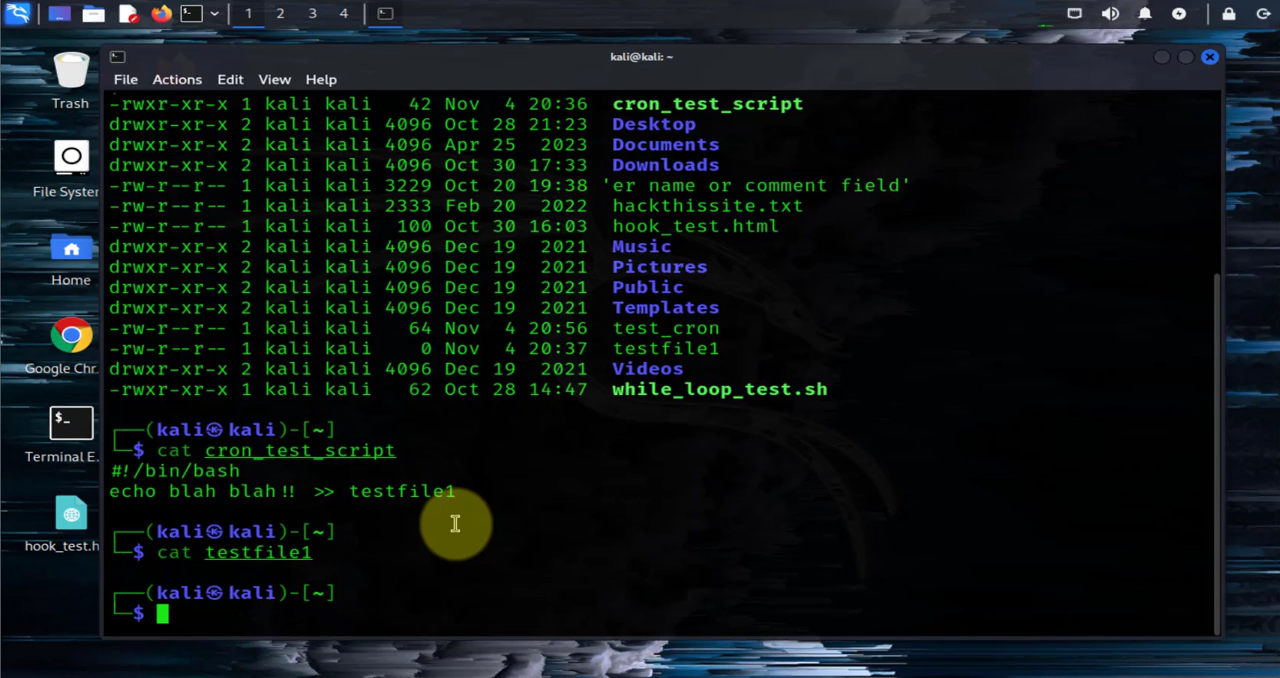 1 2 3 4
kali@kali: ~
File Actions Edit View Help
Trash
File Syster
Home
Google Chr.
Terminal E.
hook_test.h
-rwxr-xr-x 1 kali kali 42 Nov 4 20:36 cron_test_script
drwxr-xr-x 2 kali kali 4096 Oct 28 21:23 Desktop
drwxr-xr-x 2 kali kali 4096 Apr 25 2023 Documents
drwxr-xr-x 2 kali kali 4096 Oct 30 17:33 Downloads
-rw-r--r-- 1 kali kali 3229 Oct 20 19:38 'er name or comment field'
-rw-r--r-- 1 kali kali 2333 Feb 20 2022 hackthissite.txt
-rw-r--r-- 1 kali kali 100 Oct 30 16:03 hook_test.html
drwxr-xr-x 2 kali kali 4096 Dec 19 2021 Music
drwxr-xr-x 2 kali kali 4096 Dec 19 2021 Pictures
drwxr-xr-x 2 kali kali 4096 Dec 19 2021 Public
drwxr-xr-x 2 kali kali 4096 Dec 19 2021 Templates
-rw-r--r-- 1 kali kali 64 Nov 4 20:56 test_cron
-rw-r--r-- 1 kali kali 0 Nov 4 20:37 testfile1
drwxr-xr-x 2 kali kali 4096 Dec 19 2021 Videos
-rwxr-xr-x 1 kali kali 62 Oct 28 14:47 while_loop_test.sh
┌──(kali㉿kali)-[~]
└─$ cat cron_test_script
#!/bin/bash
echo blah blah!! >> testfile1
┌──(kali㉿kali)-[~]
└─$ cat testfile1
┌──(kali㉿kali)-[~]
└─$